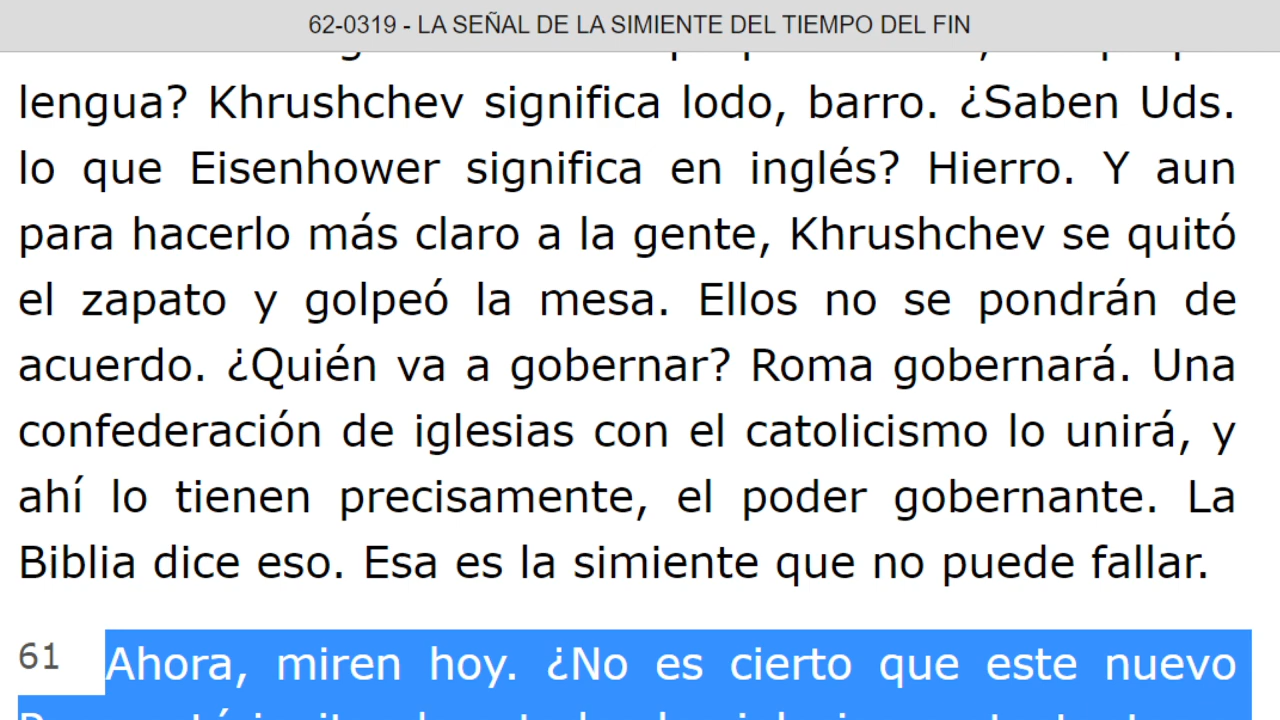 62-0319 - LA SEÑAL DE LA SIMIENTE DEL TIEMPO DEL FIN
lengua? Khrushchev significa lodo, barro. ¿Saben Uds.
lo que Eisenhower significa en inglés? Hierro. Y aun
para hacerlo más claro a la gente, Khrushchev se quitó
el zapato y golpeó la mesa. Ellos no se pondrán de
acuerdo. ¿Quién va a gobernar? Roma gobernará. Una
confederación de iglesias con el catolicismo lo unirá, y
ahí lo tienen precisamente, el poder gobernante. La
Biblia dice eso. Esa es la simiente que no puede fallar.
61 Ahora, miren hoy. ¿No es cierto que este nuevo